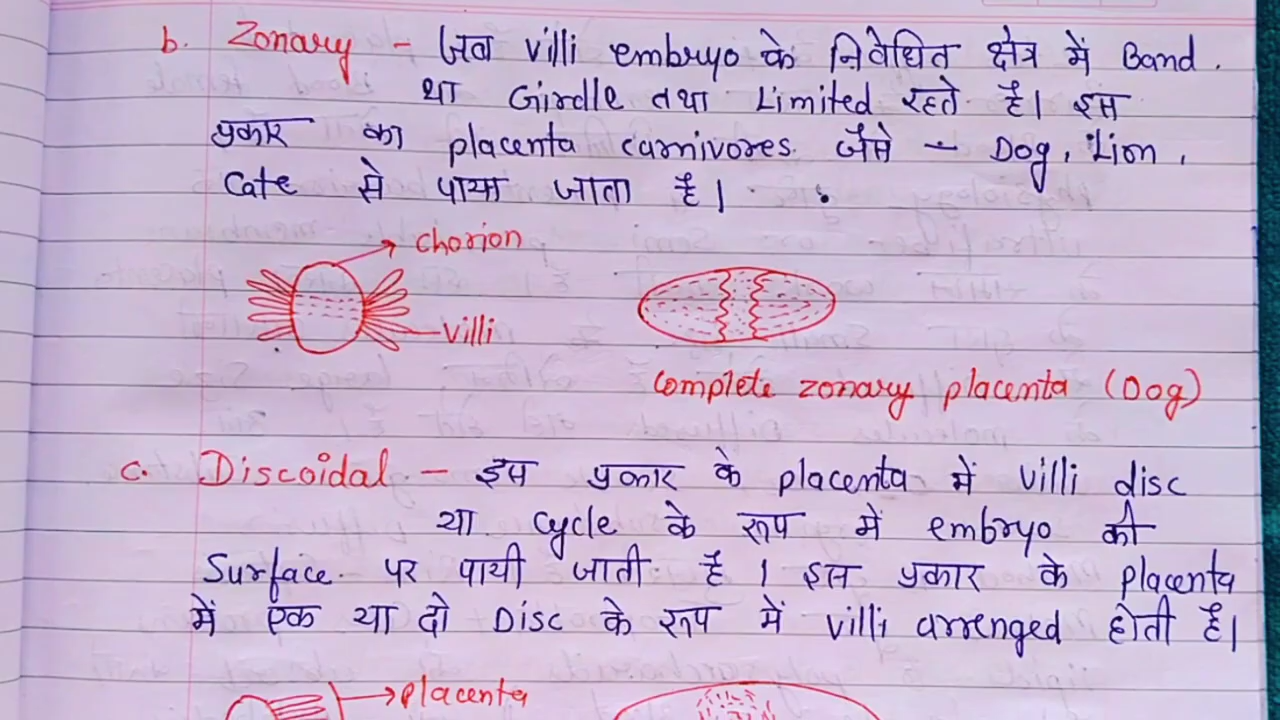 b. Zonary - जब villi embryo के निवेधित क्षेत्र में Band.
या Girdle तथा Limited रहते है। इस
प्रकार का placenta carnivores. जैसे - Dog, Lion,
Cate से पाया जाता है।
chorion
villi
complete zonary placenta (Dog)
c. Discoidal. - इस प्रकार के placenta में villi disc
या Cycle के रूप में embryo की
Surface. पर पायी जाती है। इस प्रकार के placenta
में एक या दो Disc के रूप में villi arrenged होती है।
placenta